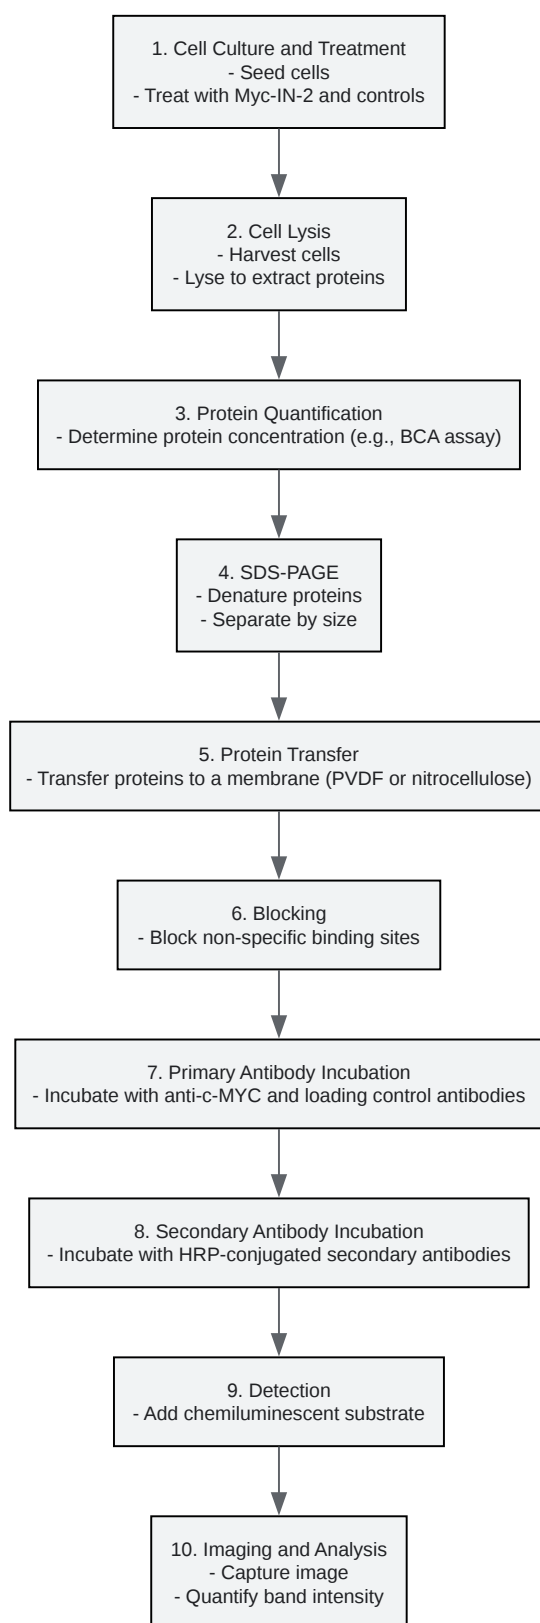 1. Cell Culture and Treatment
- Seed cells
- Treat with Myc-IN-2 and controls
2. Cell Lysis
- Harvest cells
- Lyse to extract proteins
3. Protein Quantification
- Determine protein concentration (e.g., BCA assay)
4. SDS-PAGE
- Denature proteins
- Separate by size
5. Protein Transfer
- Transfer proteins to a membrane (PVDF or nitrocellulose)
6. Blocking
- Block non-specific binding sites
7. Primary Antibody Incubation
- Incubate with anti-c-MYC and loading control antibodies
8. Secondary Antibody Incubation
- Incubate with HRP-conjugated secondary antibodies
9. Detection
- Add chemiluminescent substrate
10. Imaging and Analysis
- Capture image
- Quantify band intensity